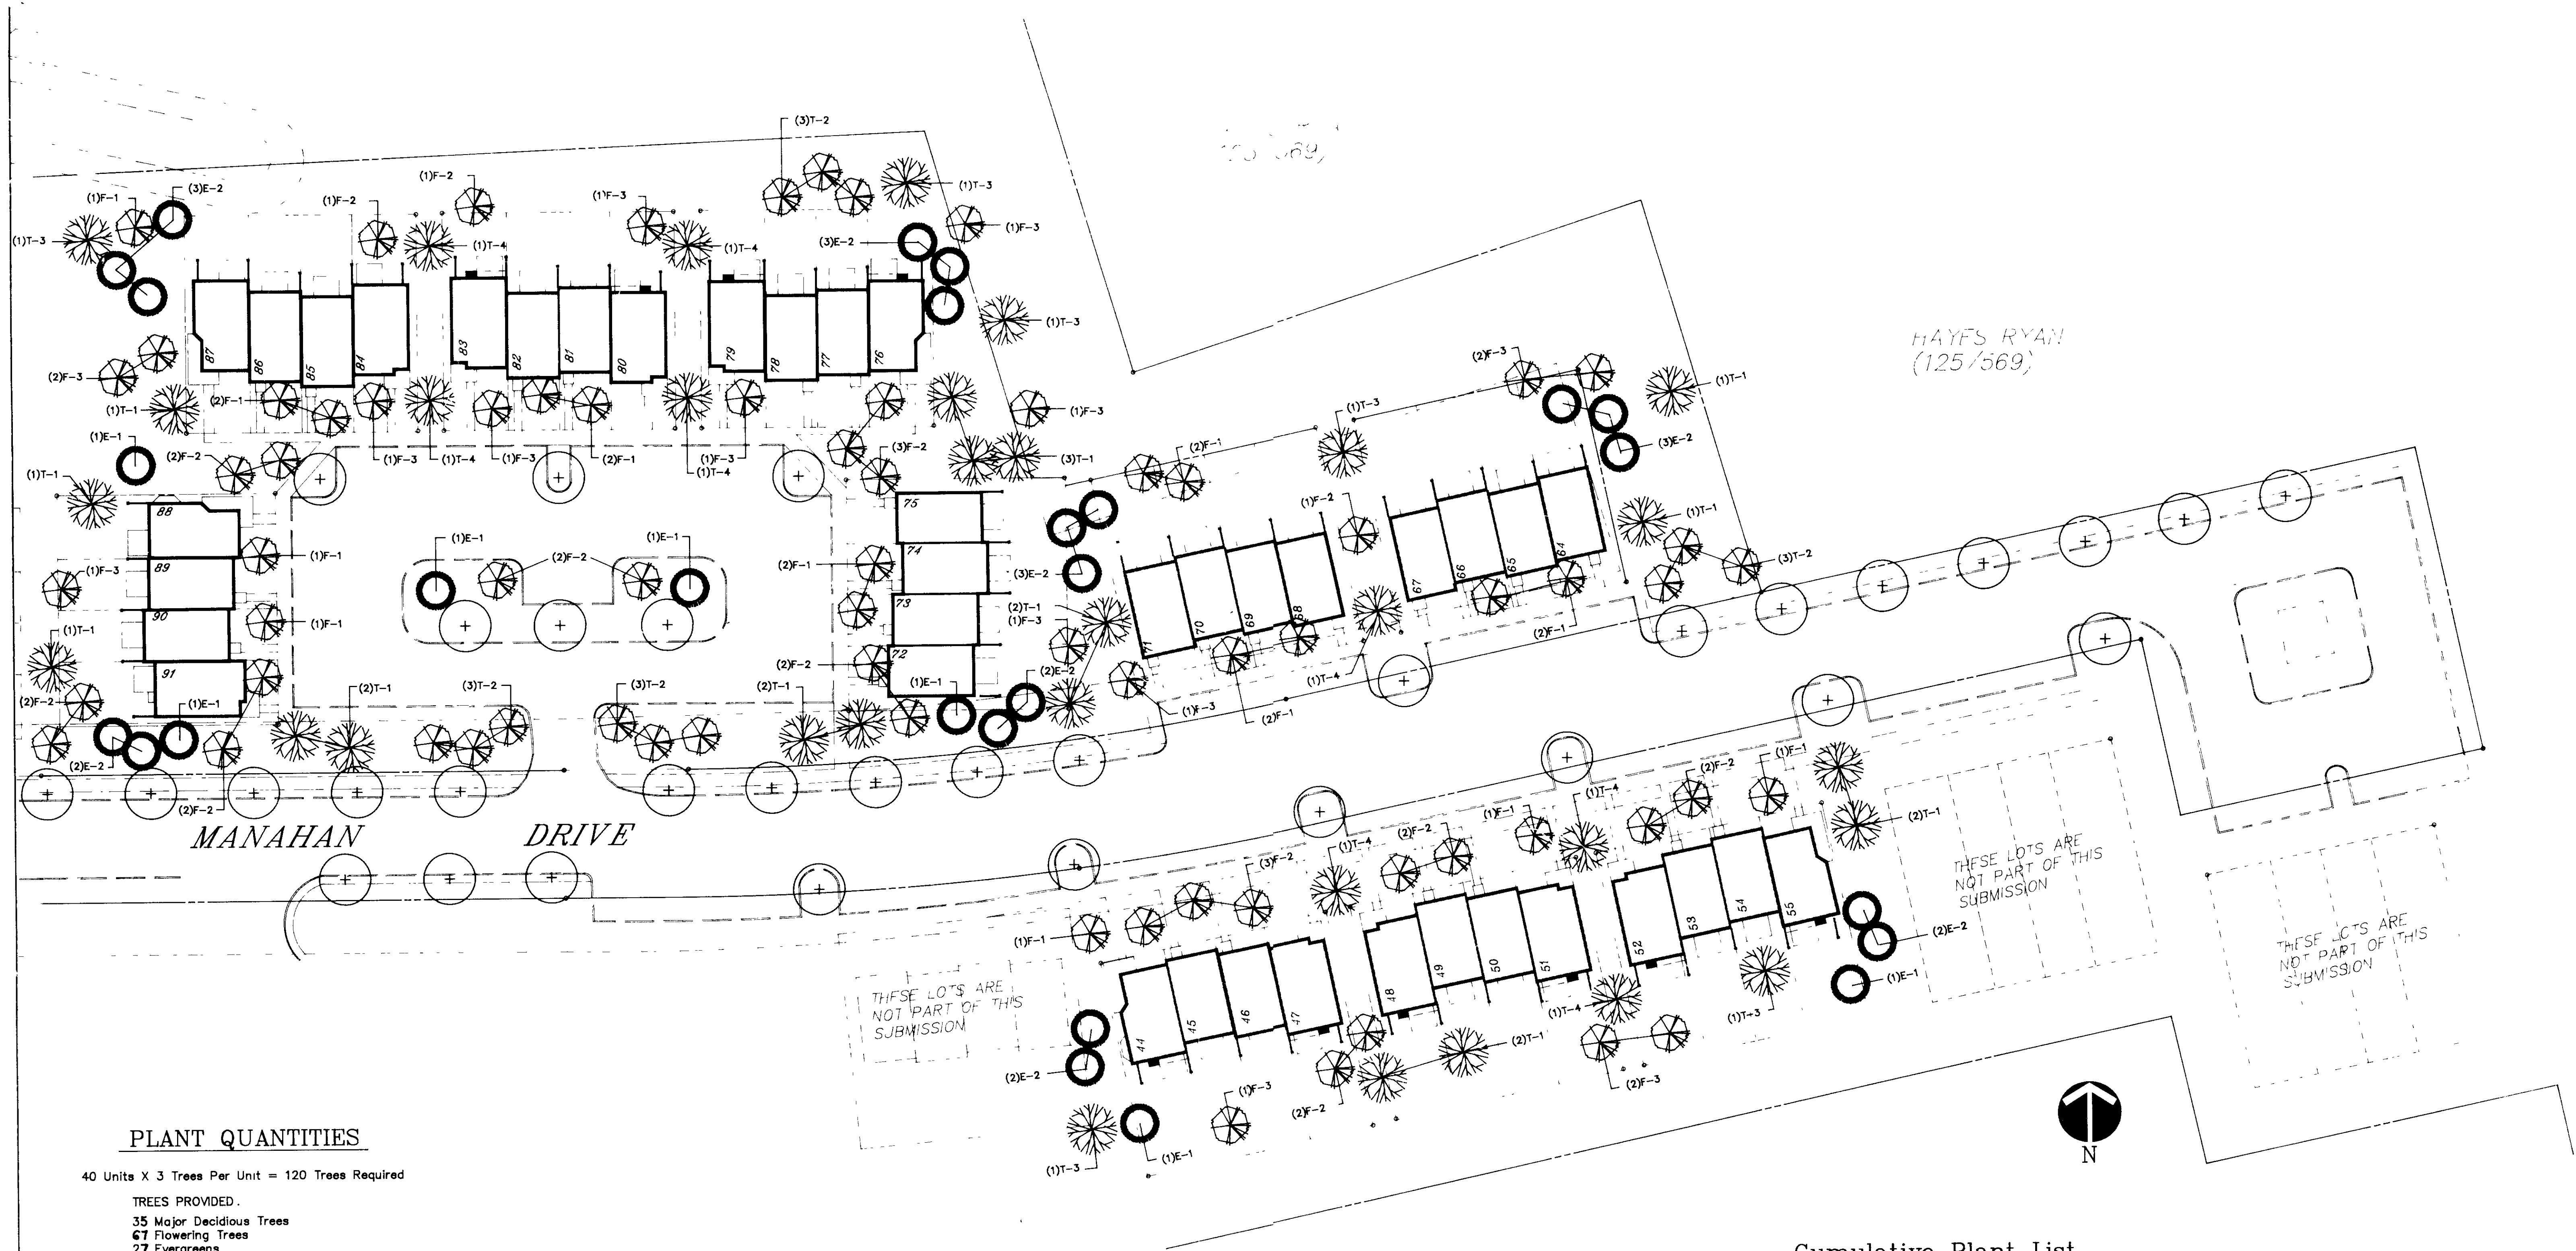 (3)T-2
(1)F-2
(1)T-3
(3)E-2
(1)F-1
(1)F-2
(1)F-3
(1)F-3
(1)T-3
(1)T-4
(1)T-4
(3)E-2
(1)T-3
87
86
85
84
83
82
81
80
79
78
77
76
(2)F-3
(1)T-1
(2)F-1
(1)F-3
(1)E-1
(2)F-2
(1)F-3
(1)T-4
(1)F-3
(2)F-1
(1)F-3
(1)T-4
(3)F-2
(3)T-1
(1)T-1
HAYES RYAN
(125/569)
(2)F-3
(1)T-1
(1)T-3
(3)E-2
(2)F-1
(1)F-2
(1)T-1
(3)T-2
88
89
90
91
(1)F-1
(1)F-3
(1)F-1
(1)T-1
(2)F-2
(1)E-1
(2)E-2
(2)F-2
(1)E-1
(2)F-2
(1)E-1
(2)T-1
(3)T-2
(3)T-2
(2)T-1
75
74
73
72
(2)F-1
(2)F-2
(1)E-1
(2)E-2
(3)E-2
(2)T-1
(1)F-3
71
70
69
68
67
66
65
64
(1)T-4
(2)F-1
(1)F-3
(2)F-1
MANAHAN DRIVE
(1)F-1
(2)F-2
(1)T-4
(1)F-1
(2)F-2
(1)T-4
(3)F-2
(1)F-1
(2)T-1
44
45
46
47
48
49
50
51
52
53
54
55
(2)E-2
(1)E-1
(1)T-3
(1)T-4
(2)T-1
(2)F-3
(2)F-2
(1)F-3
(2)E-2
(1)T-3
(1)E-1
THESE LOTS ARE
NOT PART OF THIS
SUBMISSION
THESE LOTS ARE
NOT PART OF THIS
SUBMISSION
THESE LOTS ARE
NOT PART OF THIS
SUBMISSION
N
PLANT QUANTITIES
40 Units X 3 Trees Per Unit = 120 Trees Required
TREES PROVIDED.
35 Major Decidious Trees
67 Flowering Trees
27 Evergreens
Cumulative Plant List